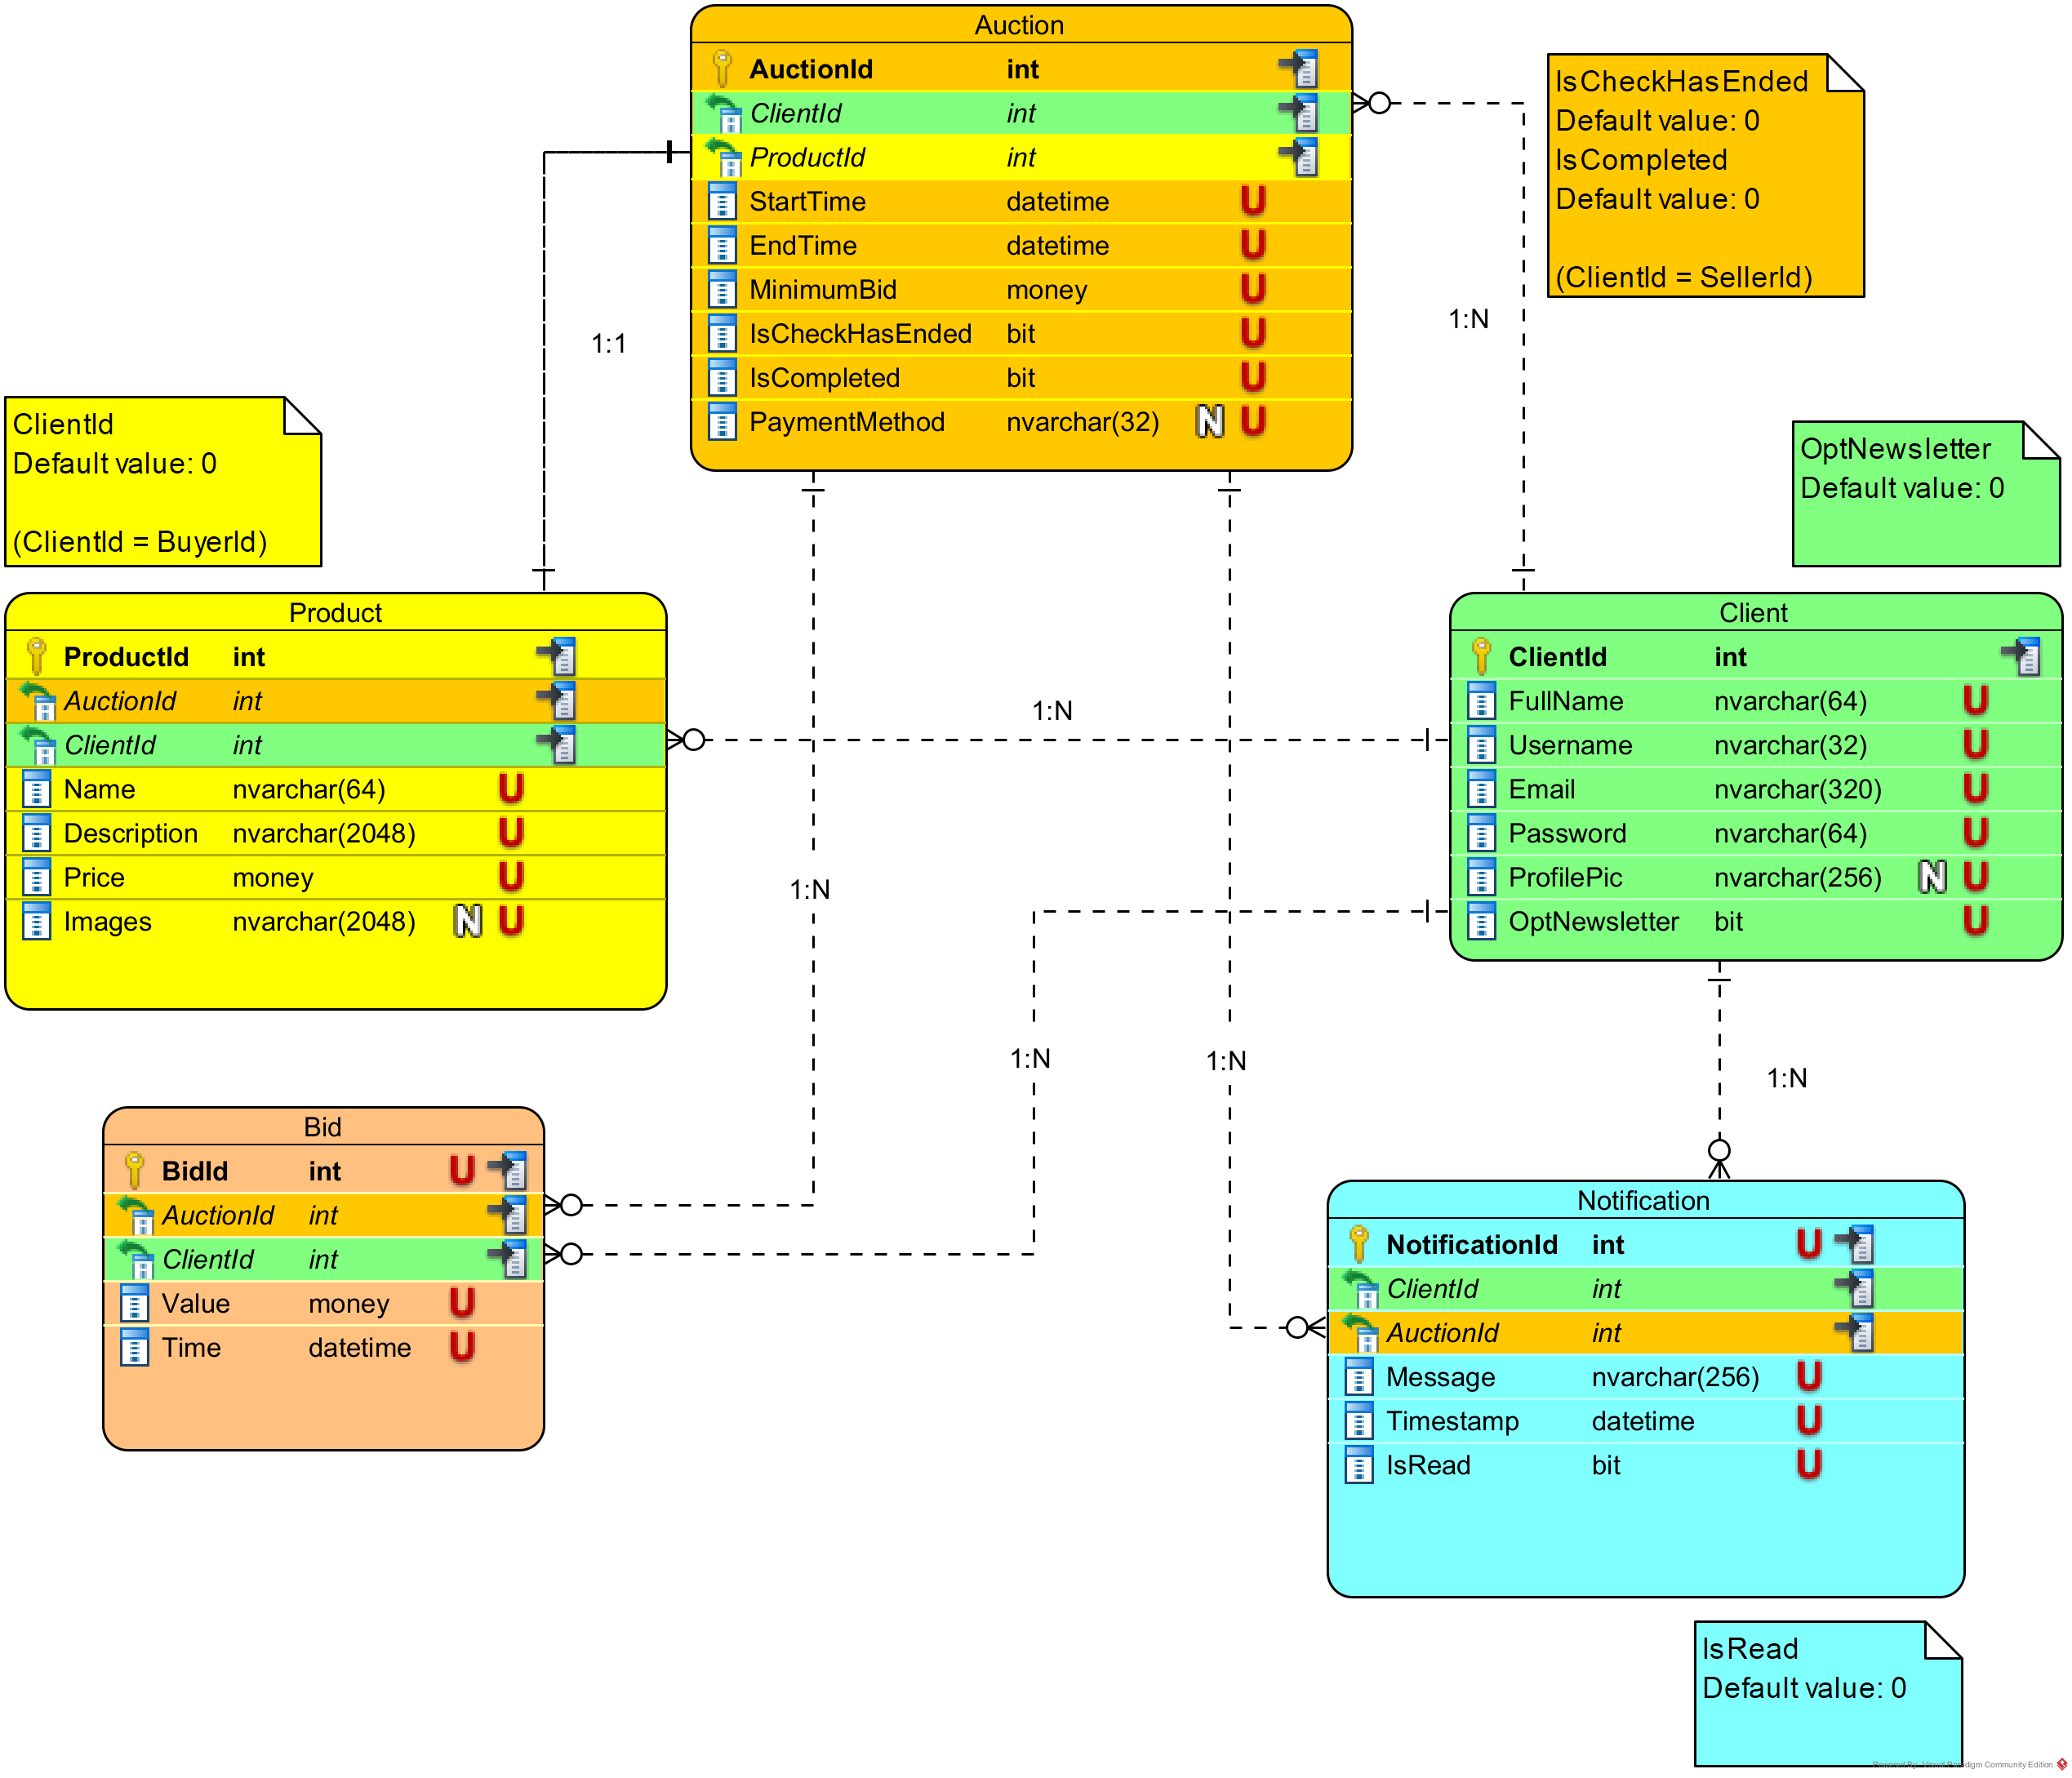 Auction
AuctionId int
ClientId int
ProductId int
StartTime datetime U
EndTime datetime U
MinimumBid money U
IsCheckHasEnded bit U
IsCompleted bit U
PaymentMethod nvarchar(32) N U
IsCheckHasEnded
Default value: 0
IsCompleted
Default value: 0
(ClientId = SellerId)
1:N
1:1
ClientId
Default value: 0
(ClientId = BuyerId)
OptNewsletter
Default value: 0
Product
ProductId int
AuctionId int
ClientId int
Name nvarchar(64) U
Description nvarchar(2048) U
Price money U
Images nvarchar(2048) N U
1:N
Client
ClientId int
FullName nvarchar(64) U
Username nvarchar(32) U
Email nvarchar(320) U
Password nvarchar(64) U
ProfilePic nvarchar(256) N U
OptNewsletter bit U
1:N
1:N
1:N
1:N
Bid
BidId int U
AuctionId int
ClientId int
Value money U
Time datetime U
Notification
NotificationId int U
ClientId int
AuctionId int
Message nvarchar(256) U
Timestamp datetime U
IsRead bit U
IsRead
Default value: 0
Powered By Visual Paradigm Community Edition